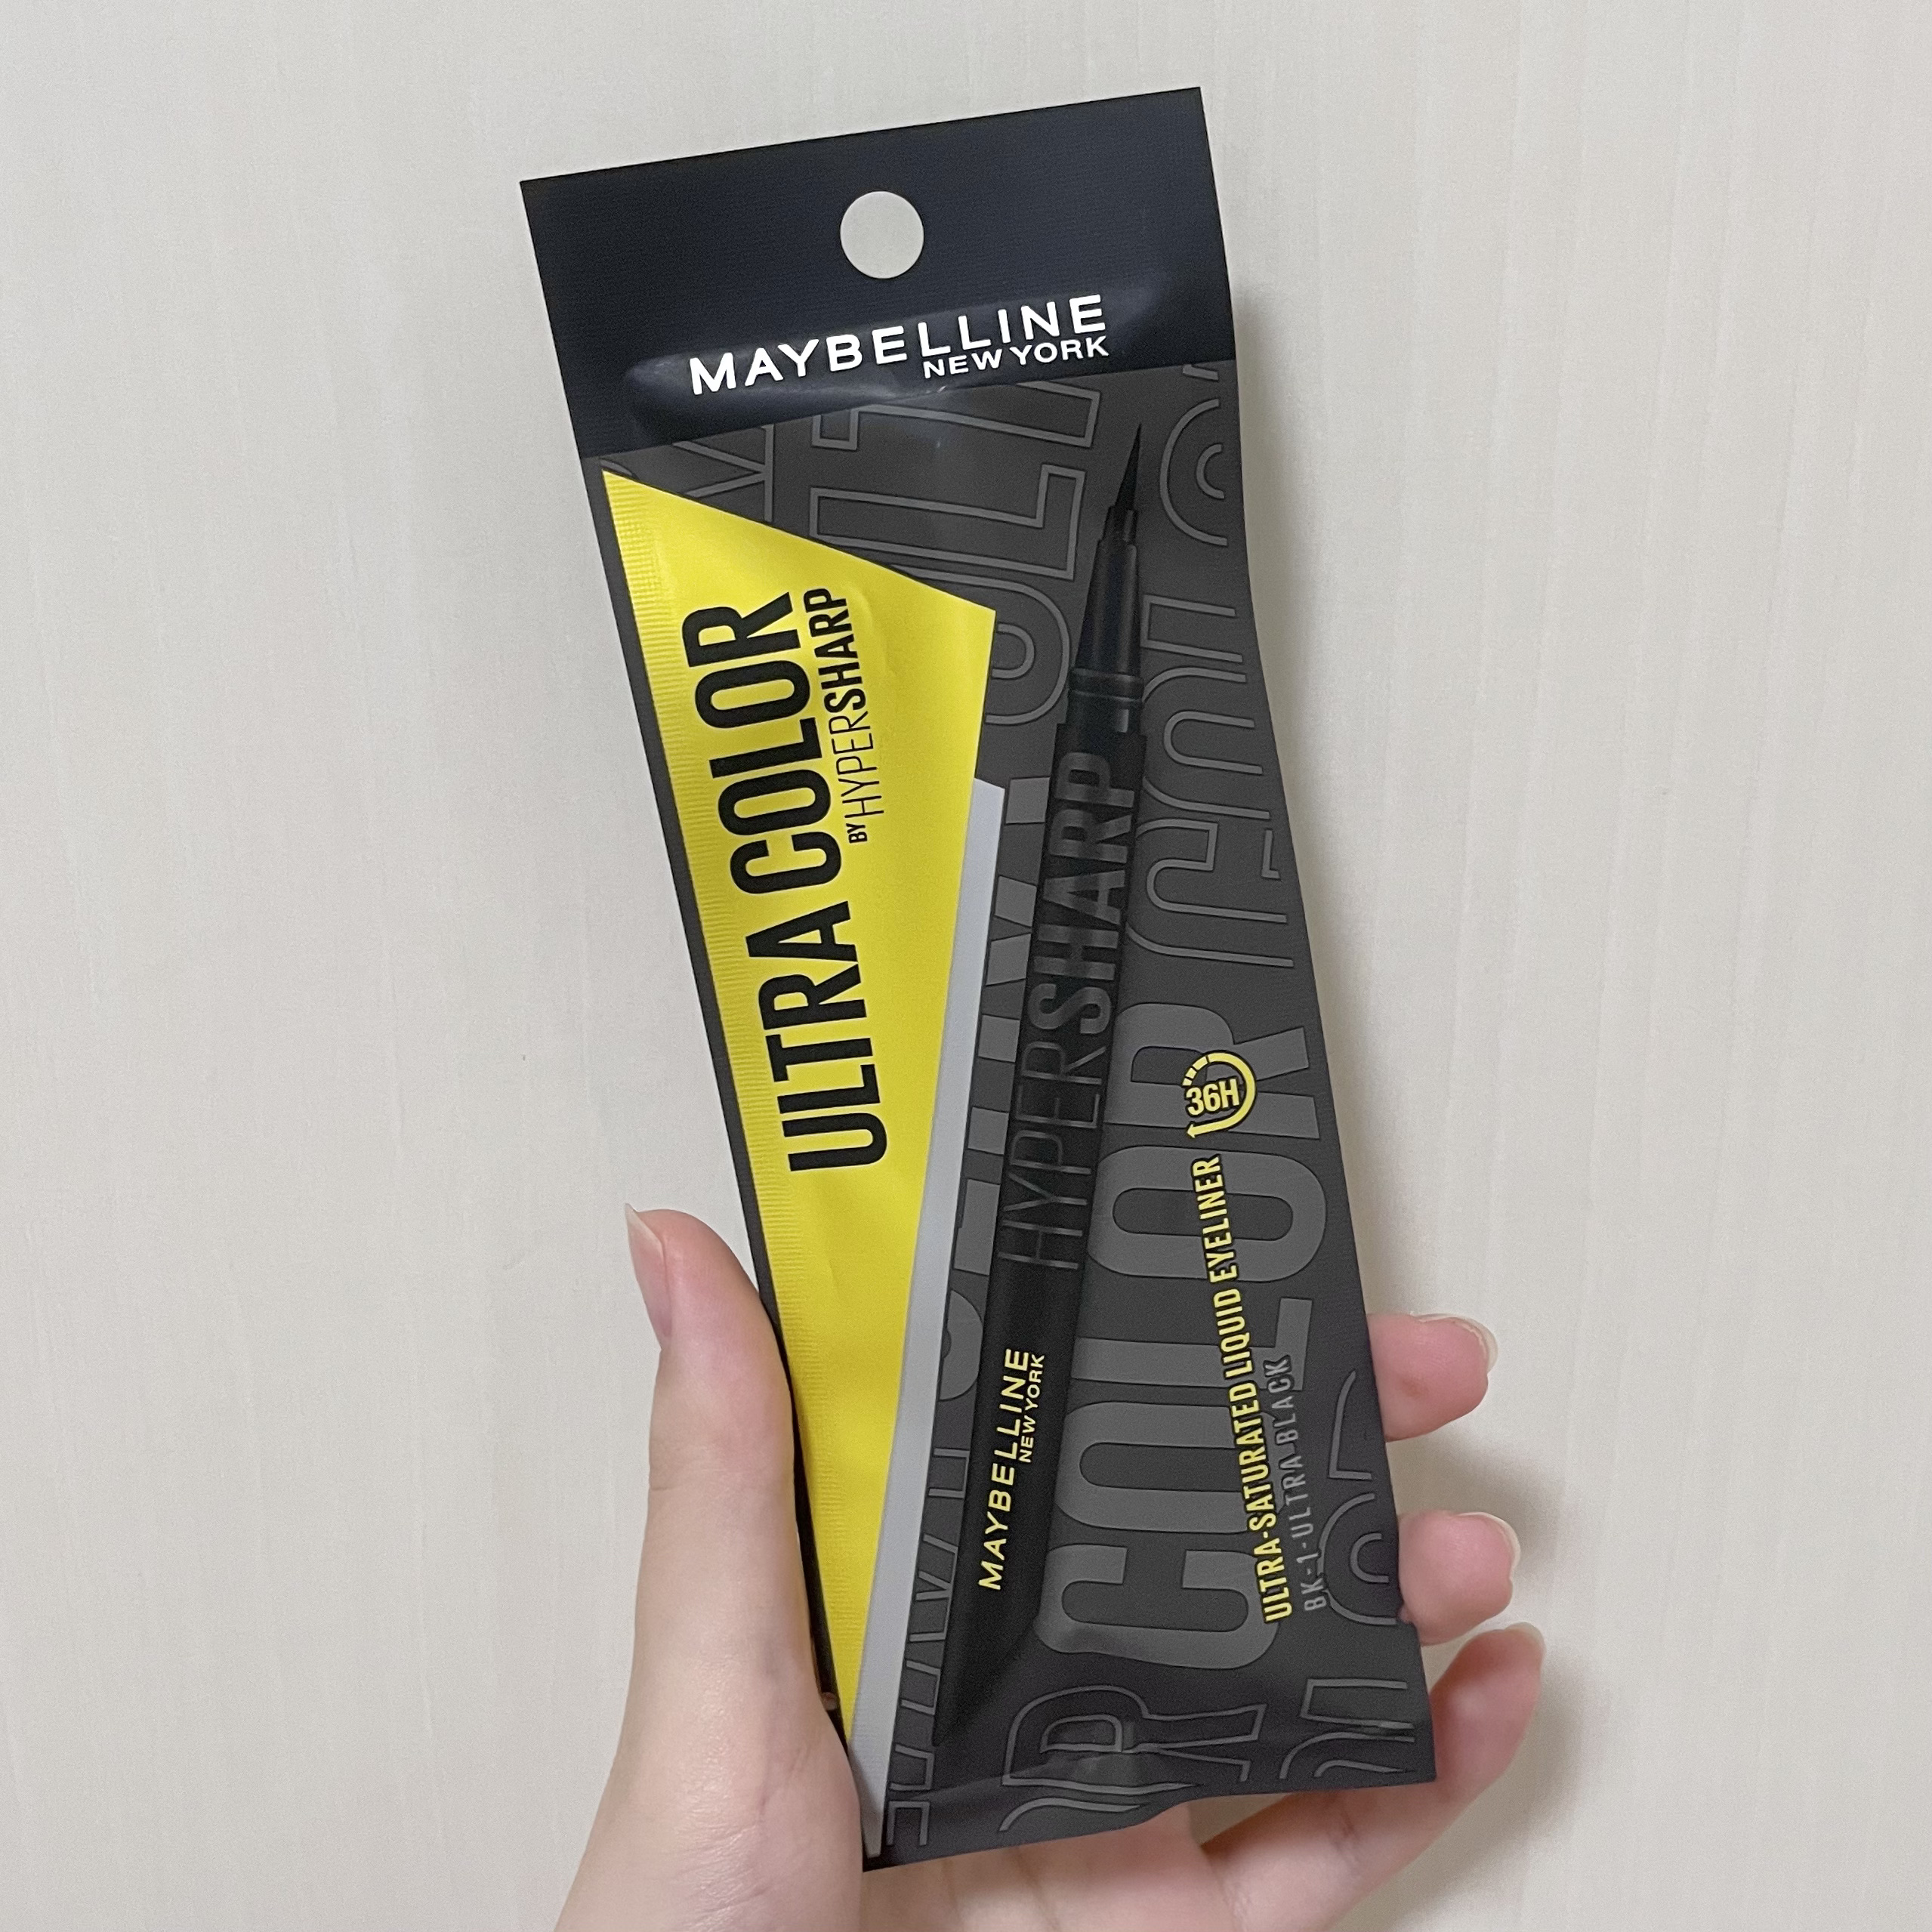 MAYBELLINE
NEW YORK
ULTRA COLOR
BY HYPERSHARP
HYPERSHARP
MAYBELLINE
NEW YORK
36H
ULTRA-SATURATED LIQUID EYELINER
BK-1-ULTRA BLACK
COLOR